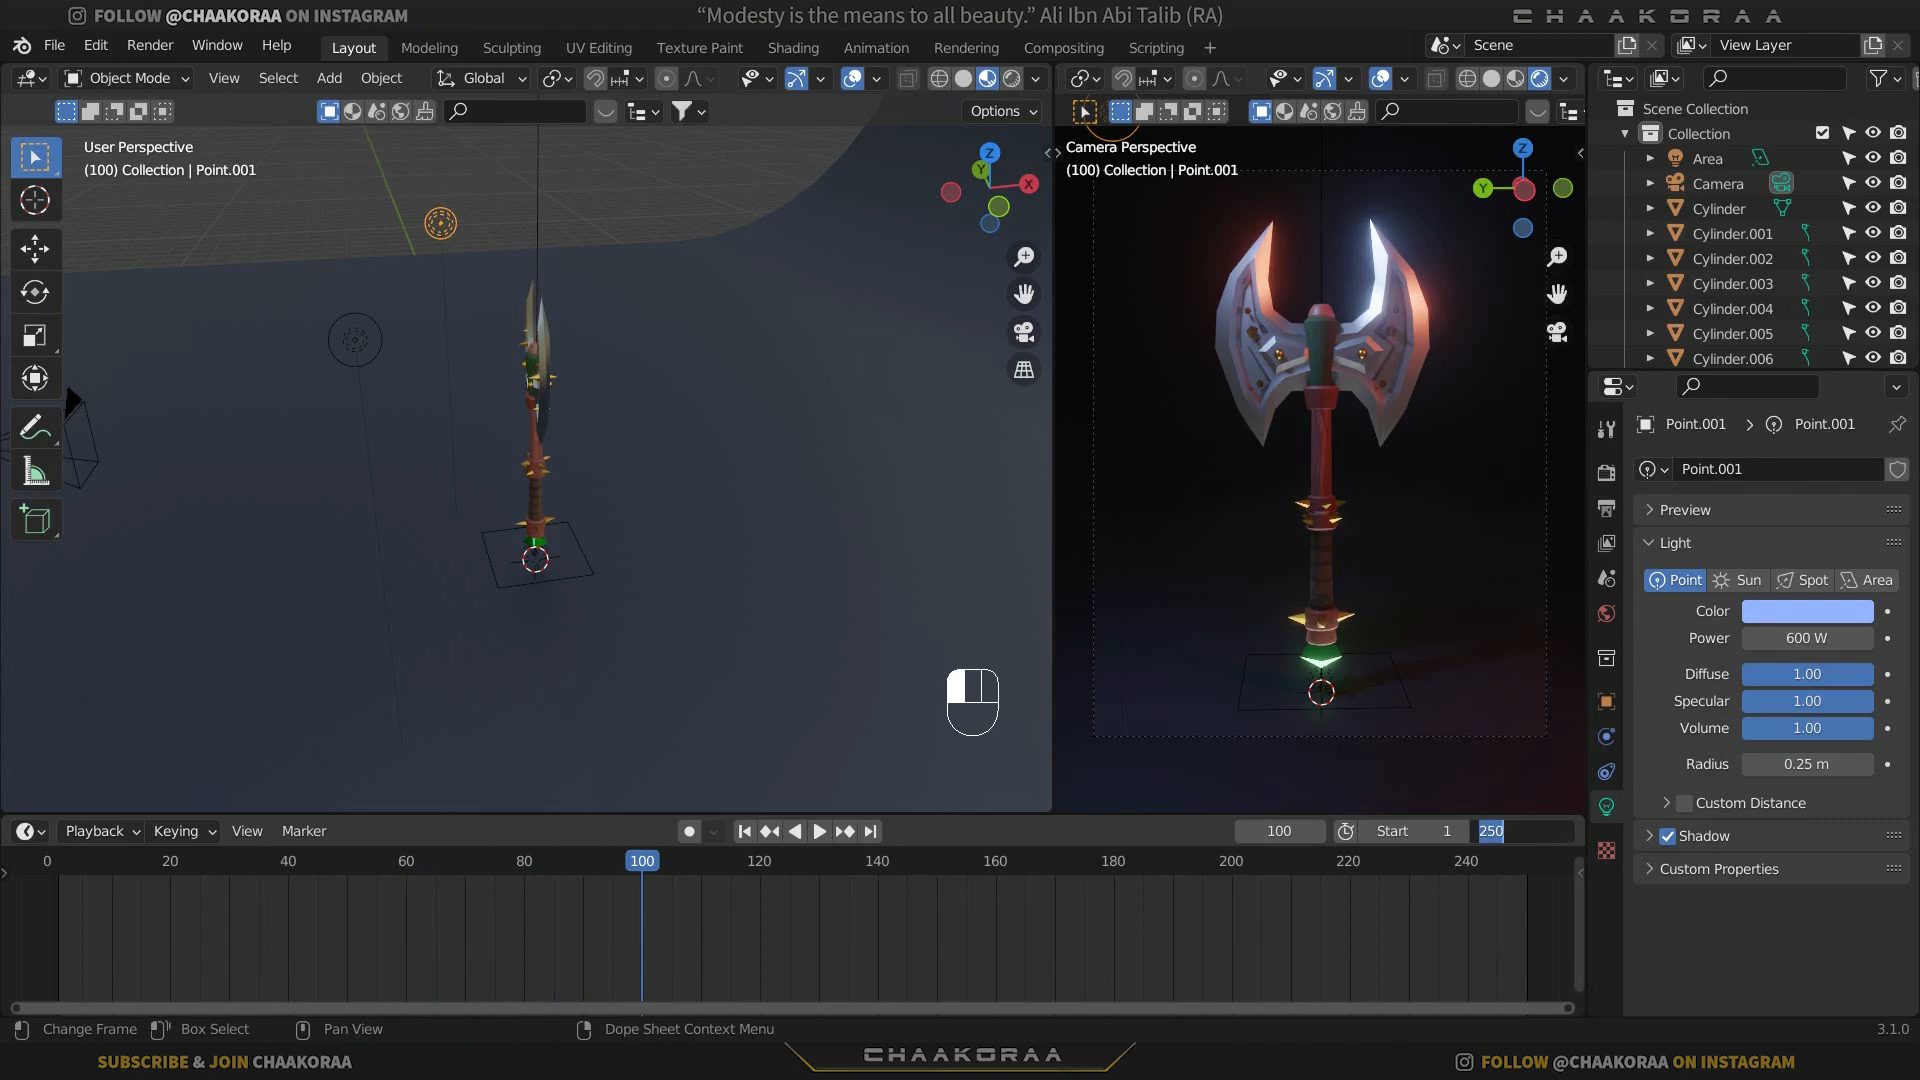 FOLLOW @CHAAKORAA ON INSTAGRAM
“Modesty is the means to all beauty.” Ali Ibn Abi Talib (RA)
CHAAKORAA
File Edit Render Window Help
Layout Modeling Sculpting UV Editing Texture Paint Shading Animation Rendering Compositing Scripting +
Scene
View Layer
Object Mode View Select Add Object Global
Options
User Perspective
(100) Collection | Point.001
Z
Y
X
Camera Perspective
(100) Collection | Point.001
Z
Y
Scene Collection
Collection
Area
Camera
Cylinder
Cylinder.001
Cylinder.002
Cylinder.003
Cylinder.004
Cylinder.005
Cylinder.006
Point.001 > Point.001
Point.001
Preview
Light
Point Sun Spot Area
Color
Power 600 W
Diffuse 1.00
Specular 1.00
Volume 1.00
Radius 0.25 m
Custom Distance
Shadow
Custom Properties
Playback Keying View Marker
100 Start 1 250
0 20 40 60 80 100 120 140 160 180 200 220 240
Change Frame Box Select Pan View Dope Sheet Context Menu
3.1.0
SUBSCRIBE & JOIN CHAAKORAA
CHAAKORAA
FOLLOW @CHAAKORAA ON INSTAGRAM